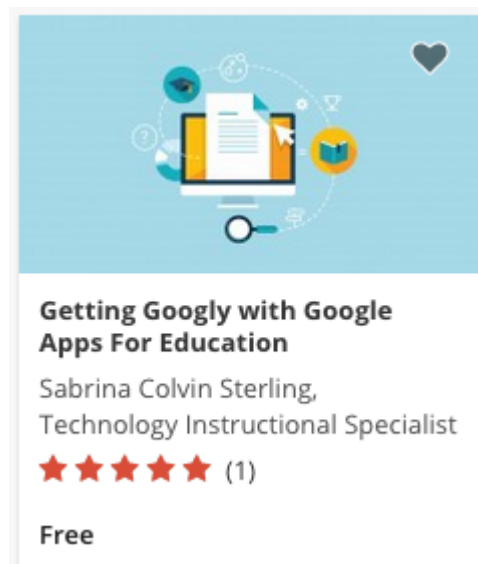 Getting Googly with Google
Apps For Education
Sabrina Colvin Sterling,
Technology Instructional Specialist
(1)
Free